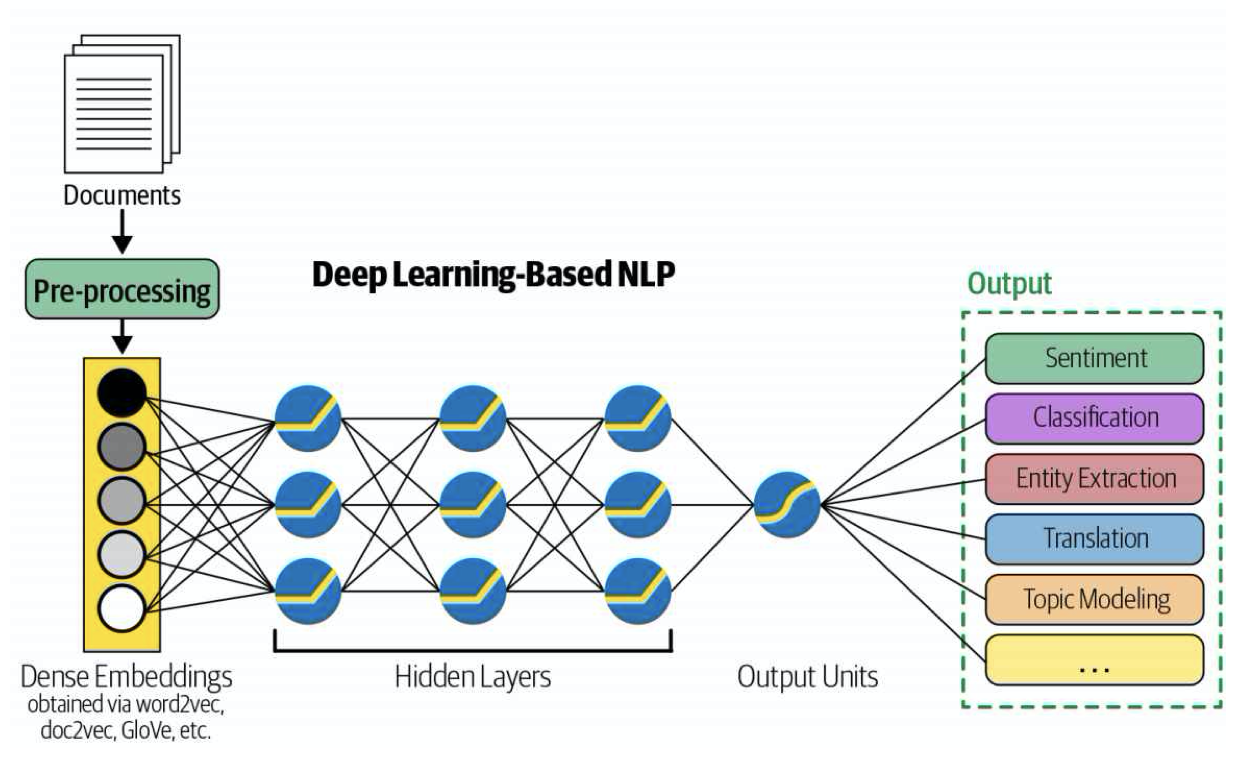 Documents
Pre-processing
Deep Learning-Based NLP
Dense Embeddings
obtained via word2vec,
doc2vec, GloVe, etc.
Hidden Layers
Output Units
Output
Sentiment
Classification
Entity Extraction
Translation
Topic Modeling
...